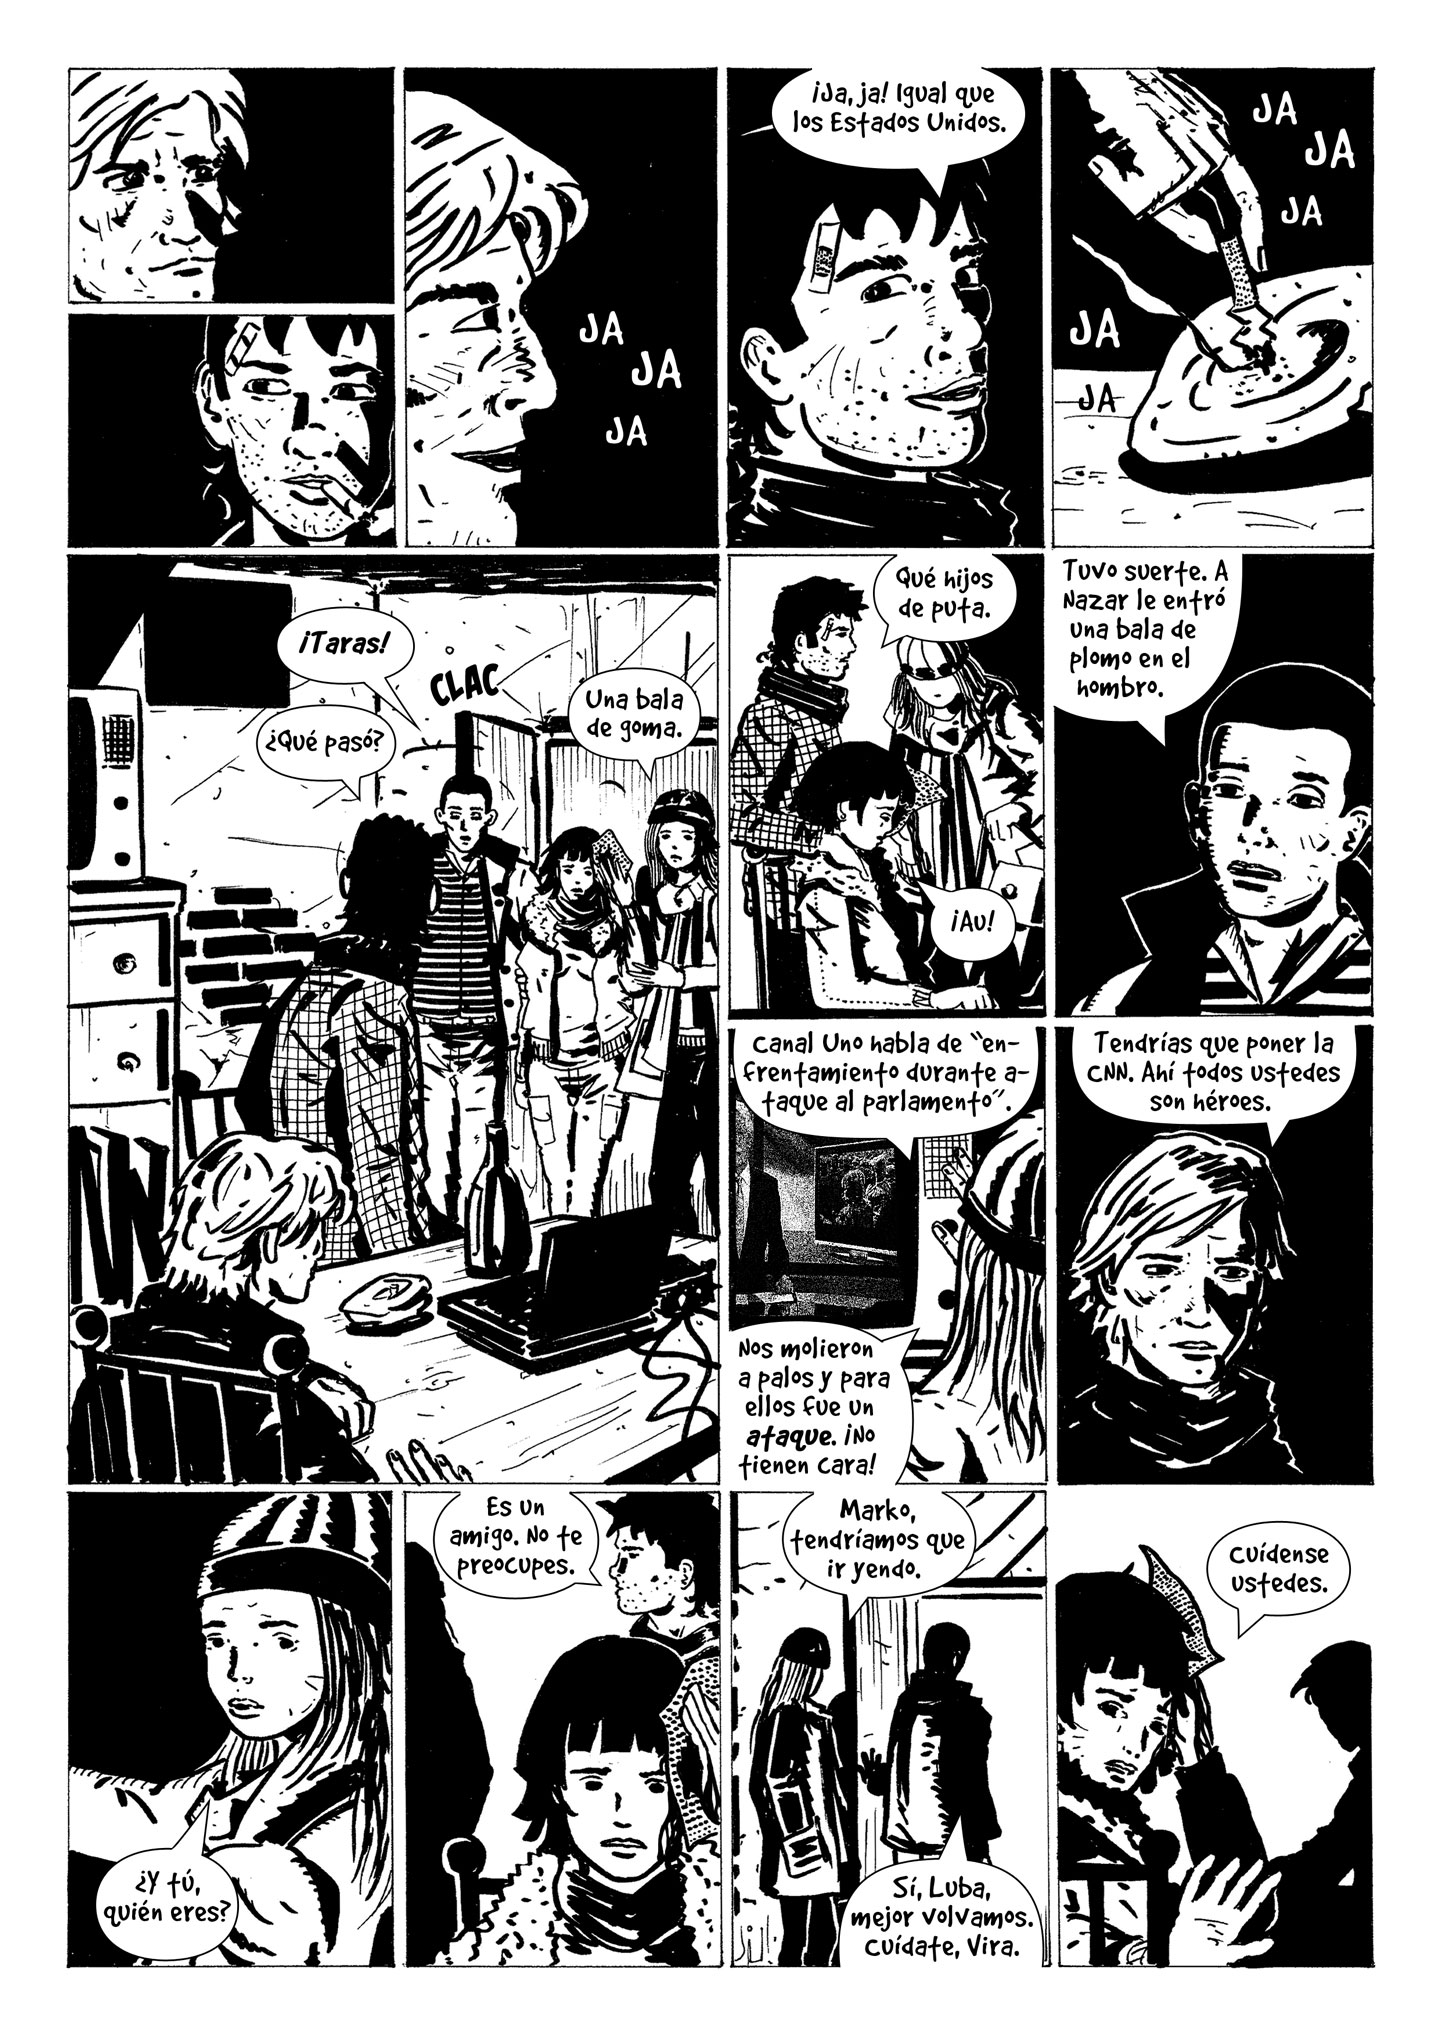 JA
JA
JA
¡Ja, ja! Igual que
los Estados Unidos.
JA
JA
JA
JA
JA
¡Taras!
CLAC
¿Qué pasó?
Una bala
de goma.
Qué hijos
de puta.
¡Au!
Tuvo suerte. A
Nazar le entró
una bala de
plomo en el
hombro.
Canal Uno habla de "en-
frentamiento durante a-
taque al parlamento".
Nos molieron
a palos y para
ellos fue un
ataque. ¡No
tienen cara!
Tendrías que poner la
CNN. Ahí todos ustedes
son héroes.
¿Y tú,
quién eres?
Es un
amigo. No te
preocupes.
Marko,
tendríamos que
ir yendo.
Sí, Luba,
mejor volvamos.
Cuídate, Vira.
Cuídense
ustedes.